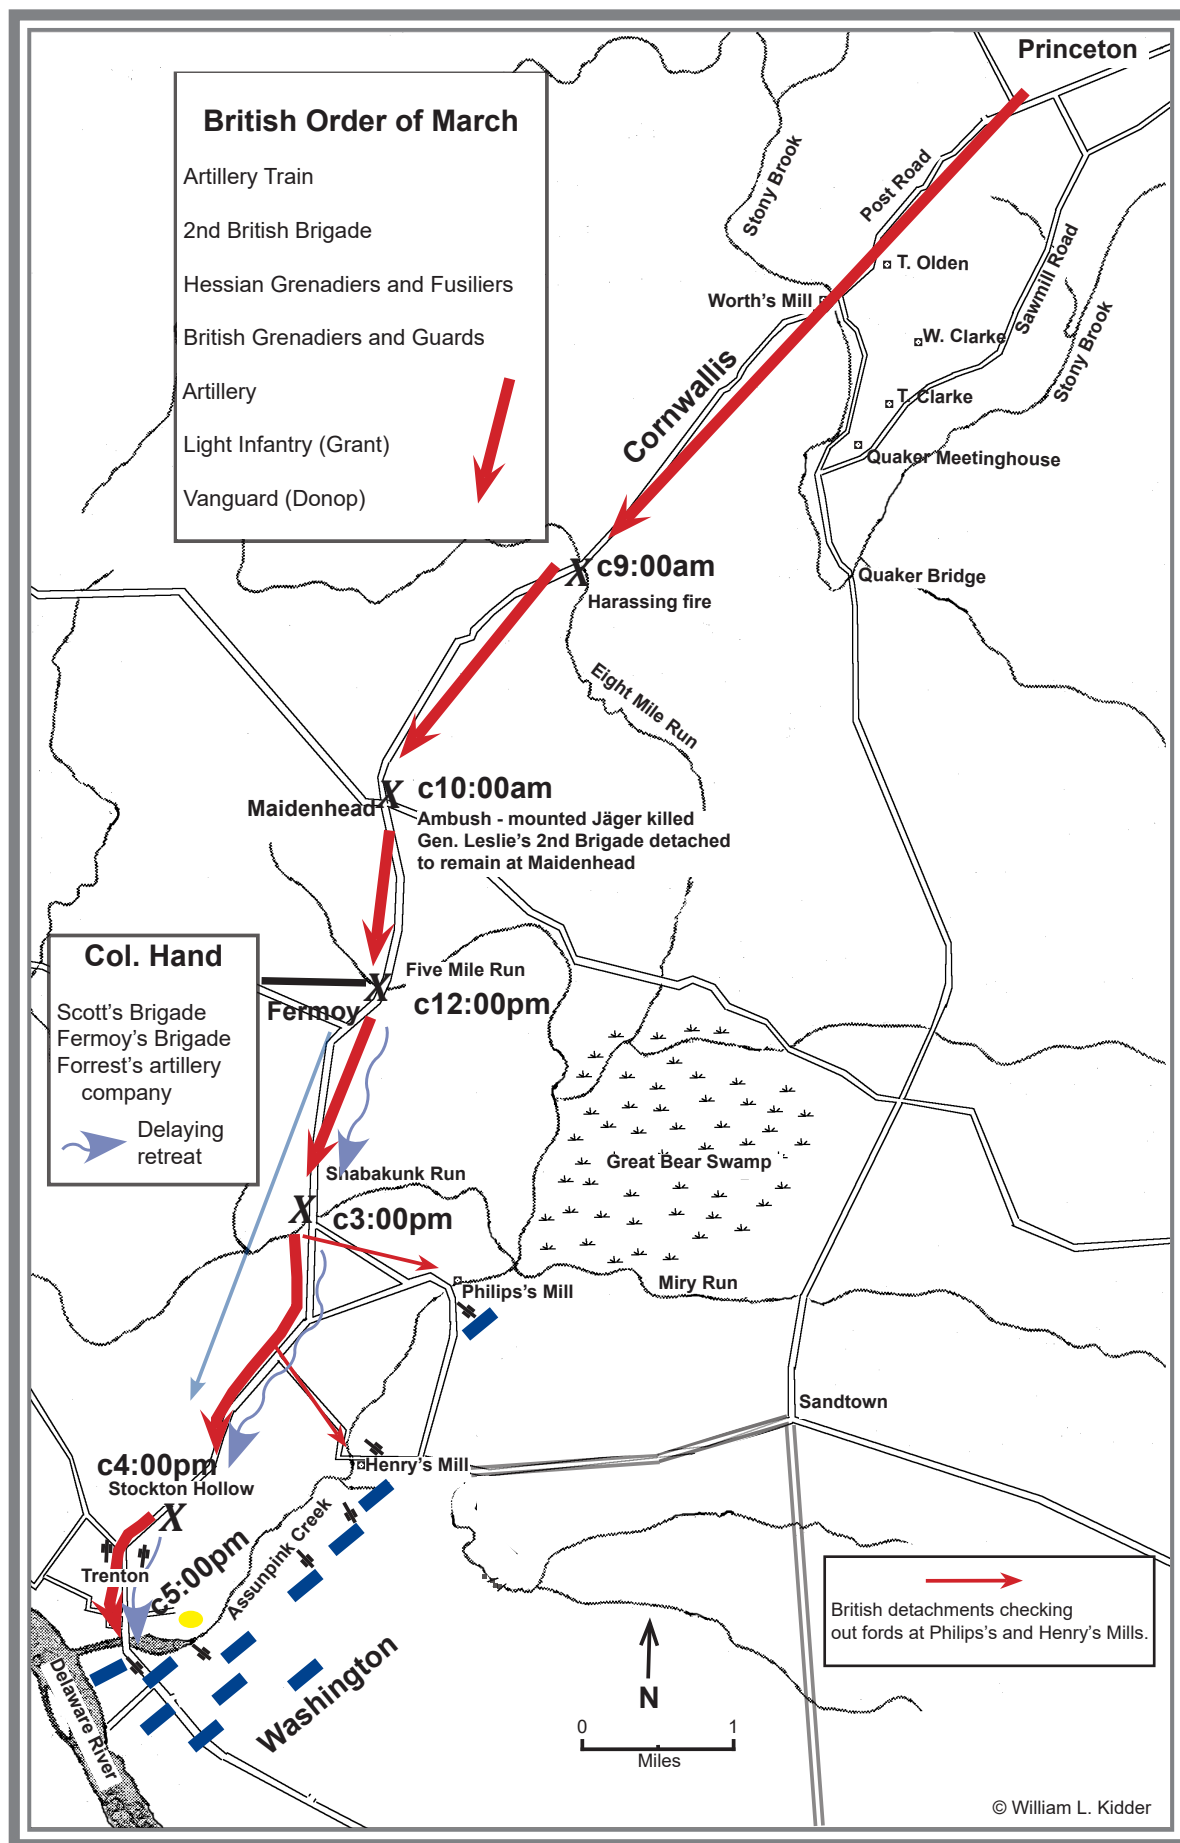 Princeton
British Order of March
Artillery Train
2nd British Brigade
Hessian Grenadiers and Fusiliers
British Grenadiers and Guards
Artillery
Light Infantry (Grant)
Vanguard (Donop)
Stony Brook
Post Road
T. Olden
Worth's Mill
Sawmill Road
W. Clarke
Stony Brook
Cornwallis
T. Clarke
Quaker Meetinghouse
X c9:00am
Harassing fire
Quaker Bridge
Eight Mile Run
X c10:00am
Maidenhead
Ambush - mounted Jäger killed
Gen. Leslie's 2nd Brigade detached
to remain at Maidenhead
Col. Hand
Scott's Brigade
Fermoy's Brigade
Forrest's artillery
company
Delaying
retreat
Five Mile Run
X
Fermoy
c12:00pm
Great Bear Swamp
Shabakunk Run
X c3:00pm
Miry Run
Philips's Mill
Sandtown
c4:00pm
Stockton Hollow
X
Henry's Mill
Assunpink Creek
c5:00pm
Trenton
Delaware River
Washington
British detachments checking
out fords at Philips's and Henry's Mills.
N
0 1
Miles
© William L. Kidder